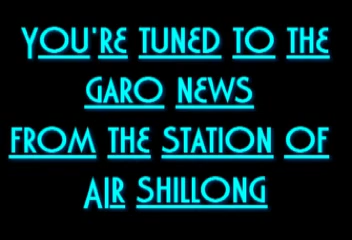 YOU'RE TUNED TO THE
GARO NEWS
FROM THE STATION OF
AIR SHILLONG